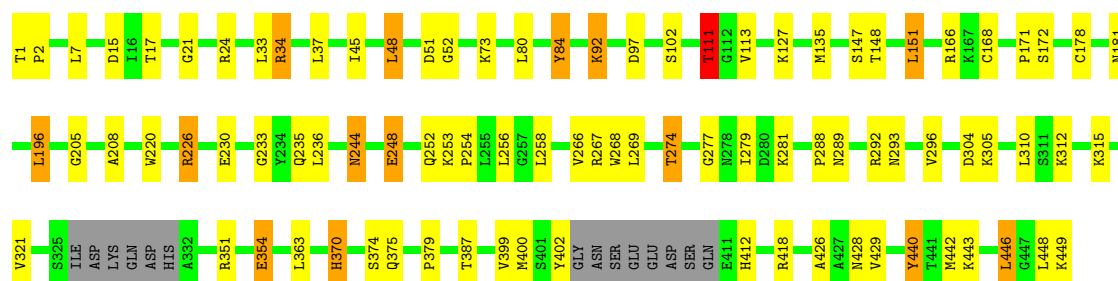 T1 P2 L7 D15 I16 T17 G21 R24 L33 R34 L37 I45 L48 D51 G52 K73 L80 Y84 K92 D97 S102 T111 G112 V113 K127 M135 S147 T148 L151 R166 K167 C168 P171 S172 C178 N181
L196 G205 A208 W220 R226 E230 G233 Y234 Q235 L236 N244 E248 Q252 K253 P254 L255 L256 G257 L258 V266 R267 W268 L269 T274 G277 N278 I279 D280 K281 P288 N289 R292 N293 V296 D304 K305 L310 S311 K312 K315
V321 S325 ILE ASP LYS GLN ASP HIS A332 R351 E354 L363 H370 S374 Q375 P379 T387 V399 M400 S401 Y402 GLY ASN SER GLU GLU ASP SER GLN E411 H412 R418 A426 A427 N428 V429 Y440 T441 M442 K443 L446 G447 L448 K449